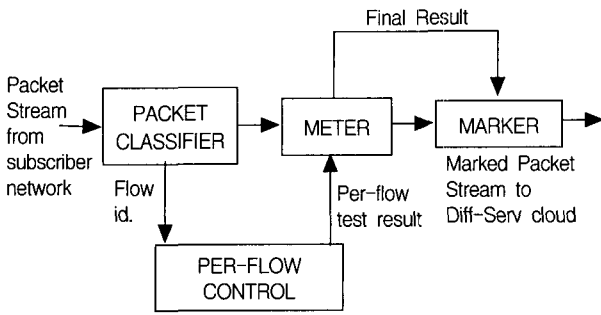 Final Result
Packet
Stream
from
subscriber
network
PACKET
CLASSIFIER
METER
MARKER
Flow
id.
Per-flow
test result
Marked Packet
Stream to
Diff-Serv cloud
PER-FLOW
CONTROL